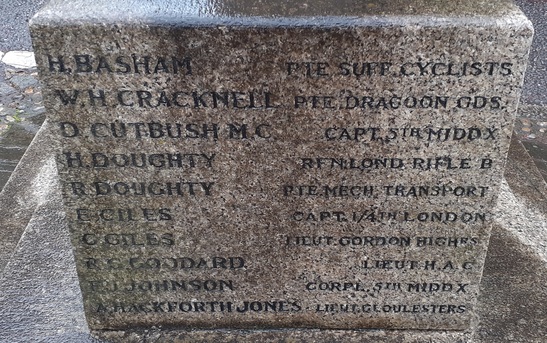 H. BASHAM PTE. SUFF. CYCLISTS
W.H. CRACKNELL PTE. DRAGOON GDS.
D. CUTBUSH M.C. CAPT. 5TH MIDDX
H. DOUGHTY RFN. LOND. RIFLE B
R. DOUGHTY PTE. MECH. TRANSPORT
E. GILES CAPT. 1/4TH LONDON
C. GILES LIEUT. GORDON HIGHRS
GODDARD LIEUT. H.A.C
JOHNSON CORPL. 5TH MIDDX
A. HACKFORTH JONES LIEUT. GLOUCESTERS